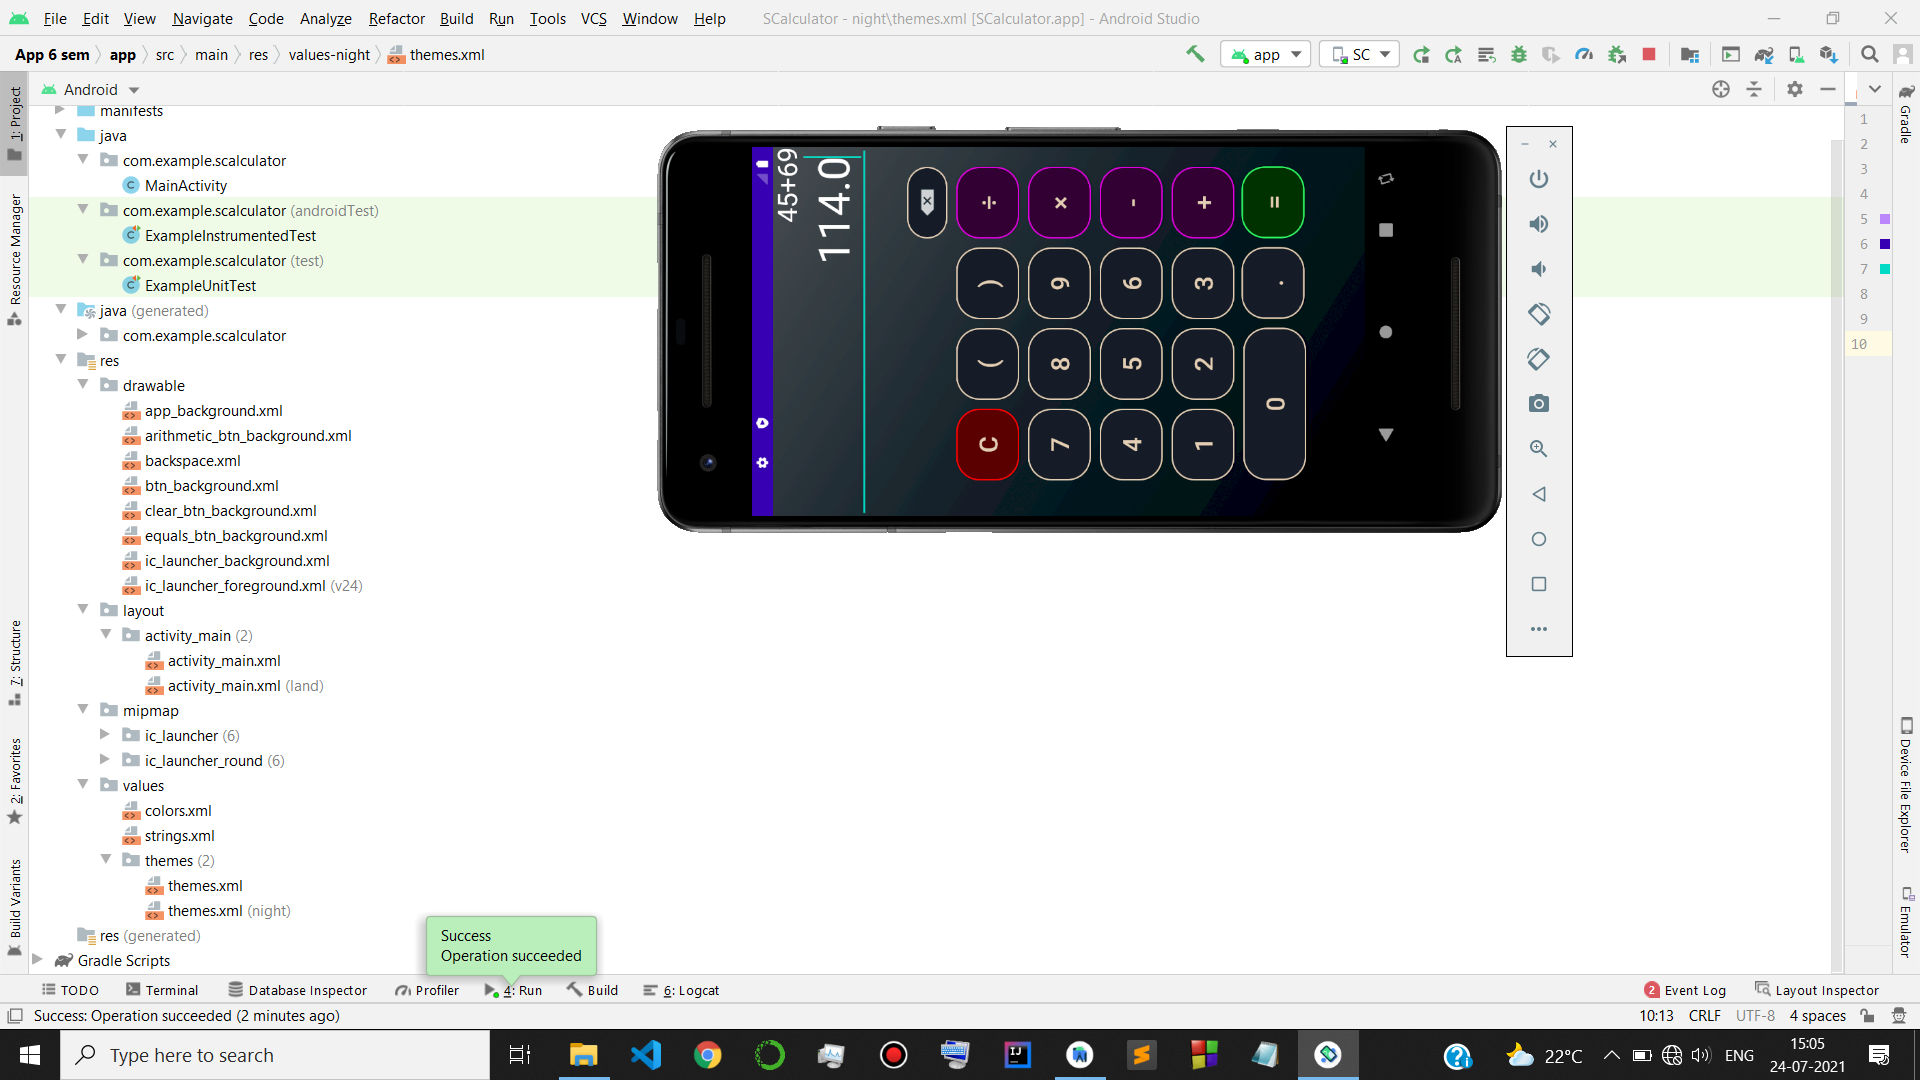 File Edit View Navigate Code Analyze Refactor Build Run Tools VCS Window Help SCalculator - night\themes.xml [SCalculator.app] - Android Studio
App 6 sem app src main res values-night themes.xml app SC
Android
manifests
java
com.example.scalculator
MainActivity
com.example.scalculator (androidTest)
ExampleInstrumentedTest
com.example.scalculator (test)
ExampleUnitTest
java (generated)
com.example.scalculator
res
drawable
app_background.xml
arithmetic_btn_background.xml
backspace.xml
btn_background.xml
clear_btn_background.xml
equals_btn_background.xml
ic_launcher_background.xml
ic_launcher_foreground.xml (v24)
layout
activity_main (2)
activity_main.xml
activity_main.xml (land)
mipmap
ic_launcher (6)
ic_launcher_round (6)
values
colors.xml
strings.xml
themes (2)
themes.xml
themes.xml (night)
res (generated)
Gradle Scripts
1: Project
Resource Manager
7: Structure
2: Favorites
Build Variants
45+69
114.0
C ( ) ÷
7 8 9 ×
4 5 6 -
1 2 3 +
0 . =
1
2
3
4
5
6
7
8
9
10
Gradle
Device File Explorer
Emulator
Success
Operation succeeded
TODO Terminal Database Inspector Profiler 4: Run Build 6: Logcat 2 Event Log Layout Inspector
Success: Operation succeeded (2 minutes ago) 10:13 CRLF UTF-8 4 spaces
Type here to search 22°C ENG 15:05
24-07-2021